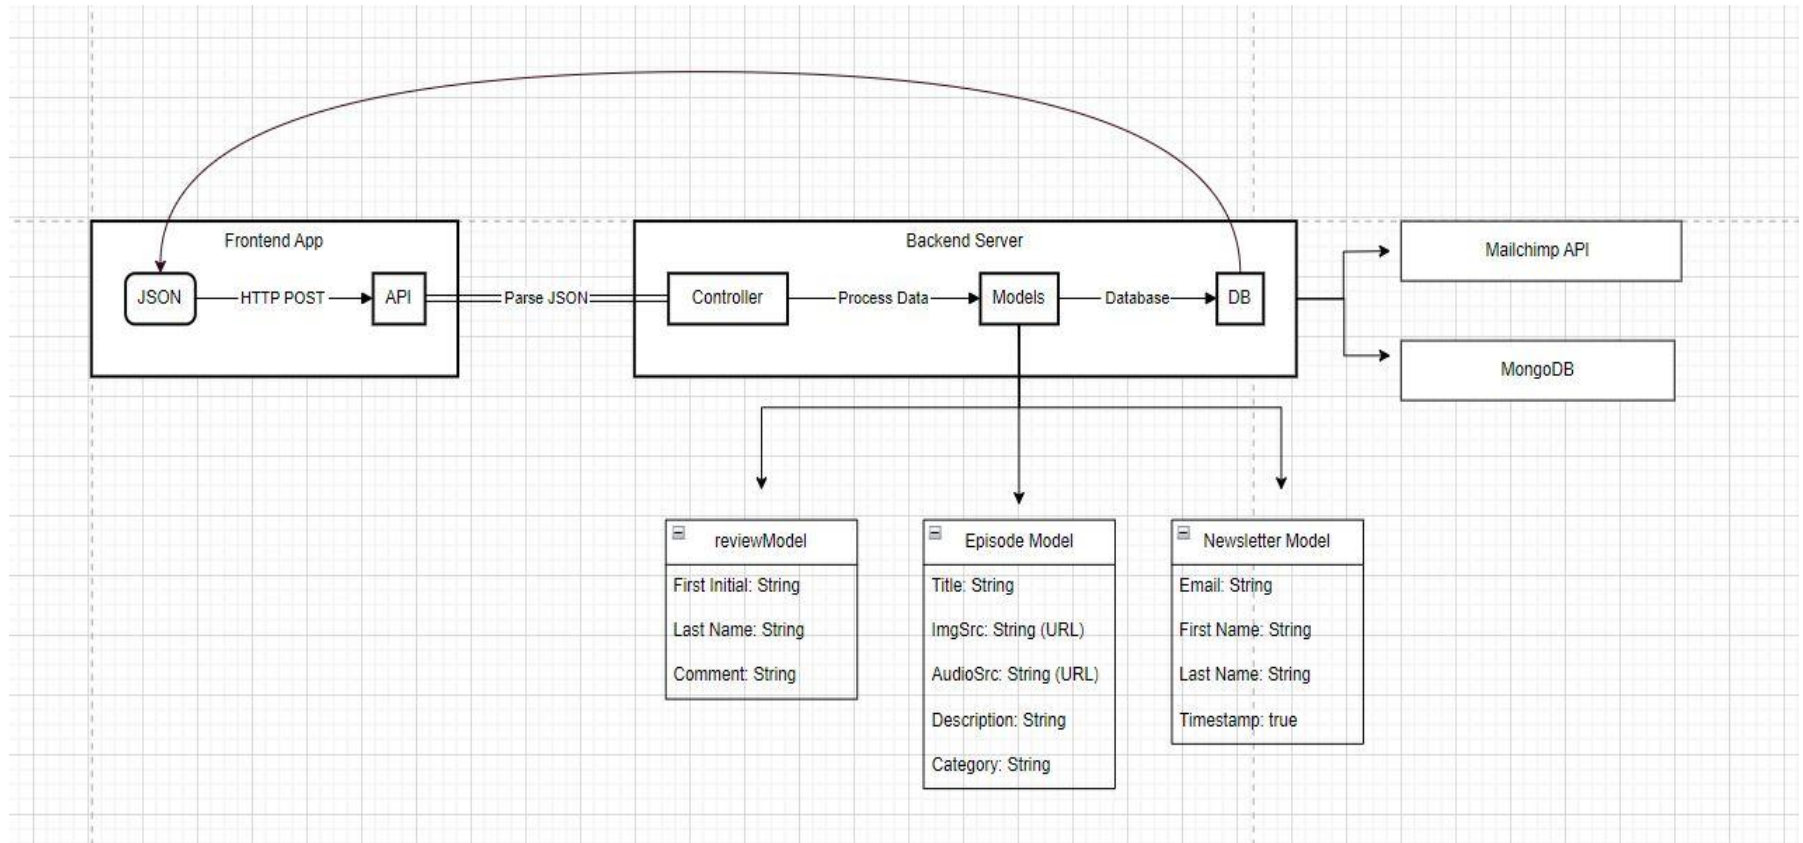 Frontend App
JSON
HTTP POST
API
Parse JSON
Backend Server
Controller
Process Data
Models
Database
DB
Mailchimp API
MongoDB
reviewModel
First Initial: String
Last Name: String
Comment: String
Episode Model
Title: String
ImgSrc: String (URL)
AudioSrc: String (URL)
Description: String
Category: String
Newsletter Model
Email: String
First Name: String
Last Name: String
Timestamp: true